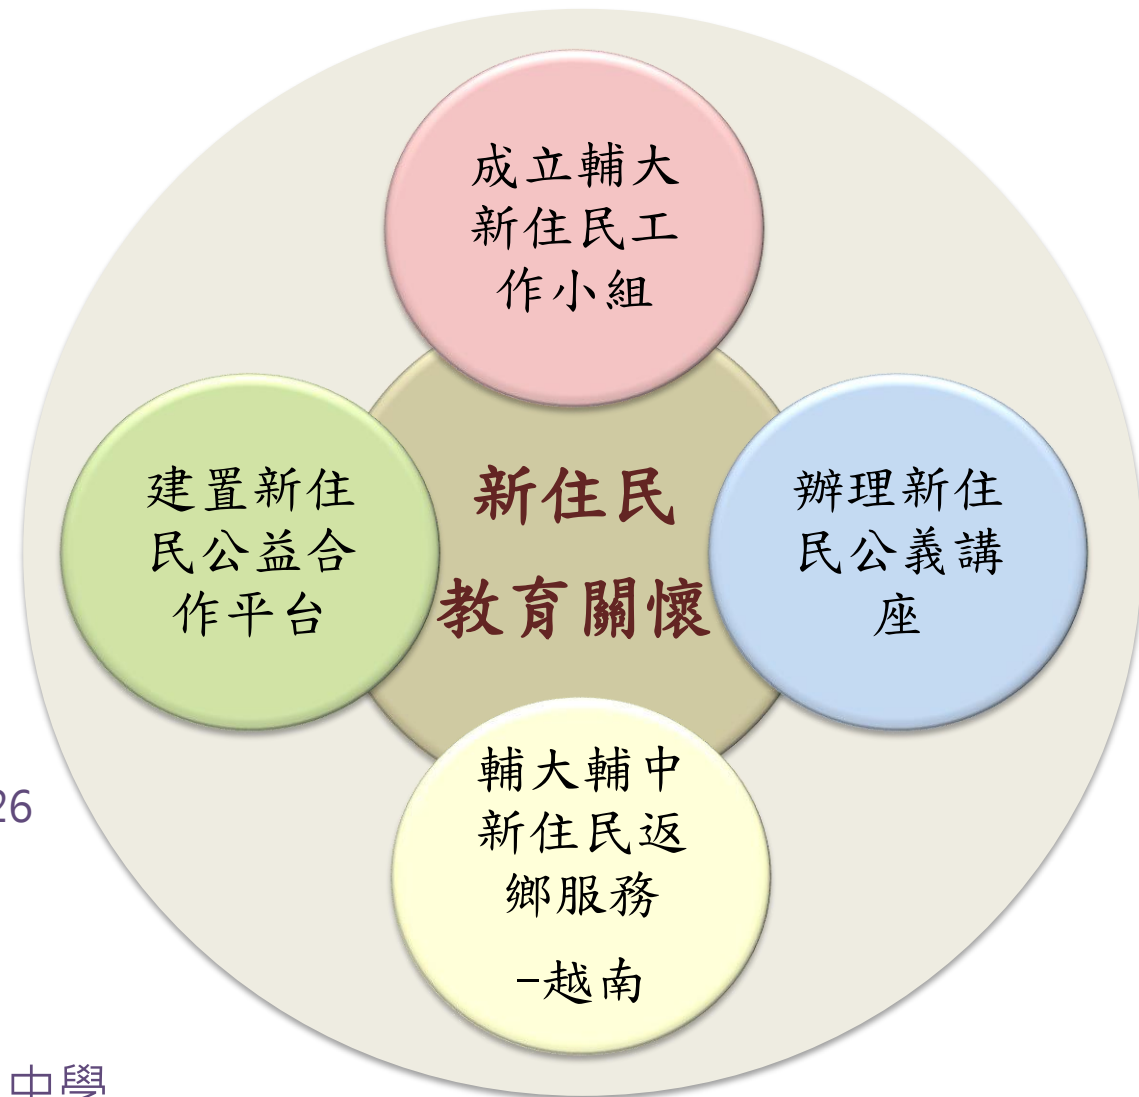 成立輔大
新住民工
作小組
建置新住
民公益合
作平台
新住民
教育關懷
辦理新住
民公義講
座
輔大輔中
新住民返
鄉服務
-越南
26
中學